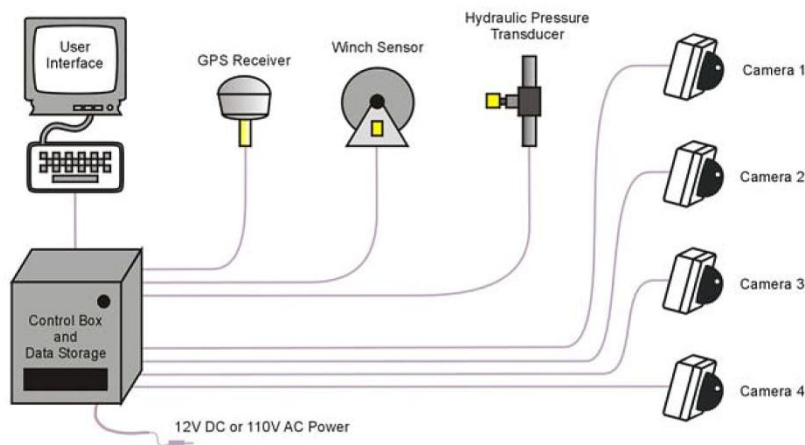 User
Interface
GPS Receiver
Winch Sensor
Hydraulic Pressure
Transducer
Camera 1
Camera 2
Camera 3
Camera 4
Control Box
and
Data Storage
12V DC or 110V AC Power